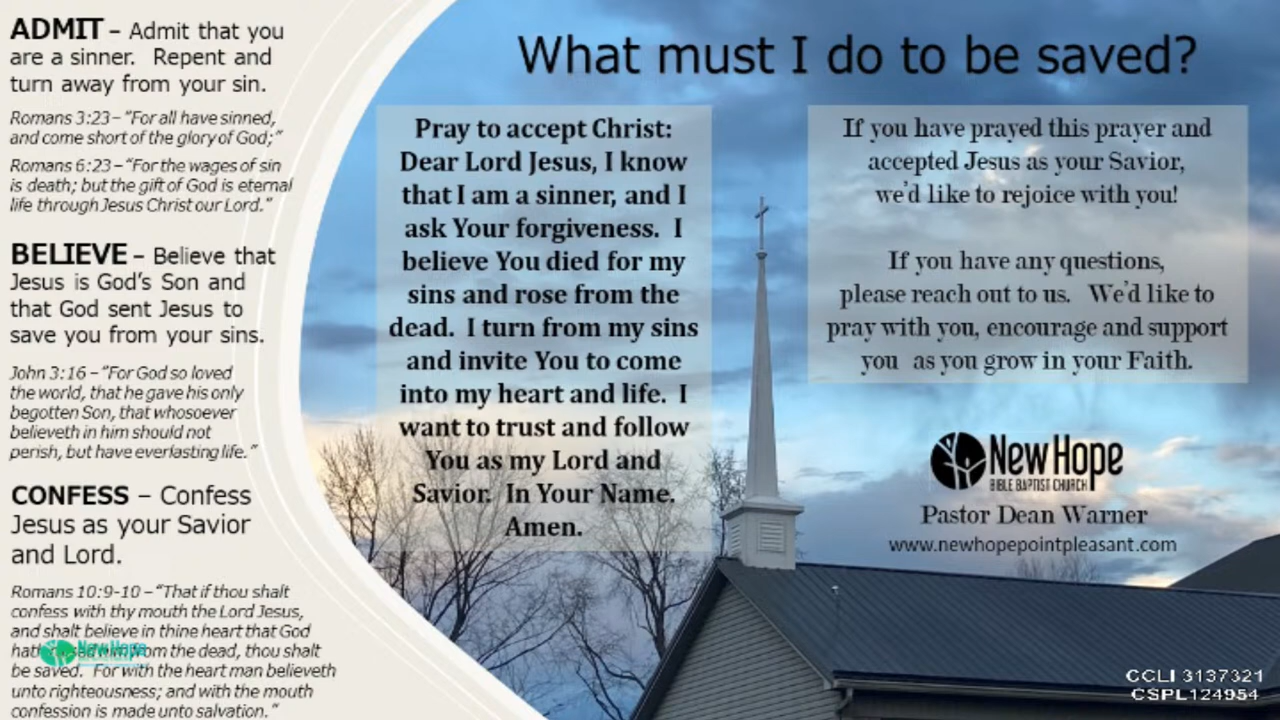 ADMIT – Admit that you
are a sinner. Repent and
turn away from your sin.
Romans 3:23 – “For all have sinned,
and come short of the glory of God;”
Romans 6:23 – “For the wages of sin
is death; but the gift of God is eternal
life through Jesus Christ our Lord.”
BELIEVE – Believe that
Jesus is God’s Son and
that God sent Jesus to
save you from your sins.
John 3:16 – “For God so loved
the world, that he gave his only
begotten Son, that whosoever
believeth in him should not
perish, but have everlasting life.”
CONFESS – Confess
Jesus as your Savior
and Lord.
Romans 10:9-10 – “That if thou shalt
confess with thy mouth the Lord Jesus,
and shalt believe in thine heart that God
hath from the dead, thou shalt
be saved. For with the heart man believeth
unto righteousness; and with the mouth
confession is made unto salvation.”
New Hope
What must I do to be saved?
Pray to accept Christ:
Dear Lord Jesus, I know
that I am a sinner, and I
ask Your forgiveness. I
believe You died for my
sins and rose from the
dead. I turn from my sins
and invite You to come
into my heart and life. I
want to trust and follow
You as my Lord and
Savior. In Your Name.
Amen.
If you have prayed this prayer and
accepted Jesus as your Savior,
we’d like to rejoice with you!
If you have any questions,
please reach out to us. We’d like to
pray with you, encourage and support
you as you grow in your Faith.
New Hope
BIBLE BAPTIST CHURCH
Pastor Dean Warner
www.newhopepointpleasant.com
CCLI 3137321
CSPL124954